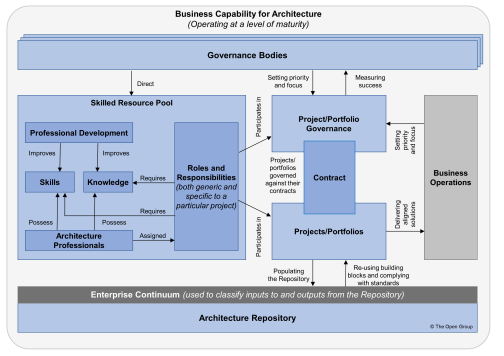 Business Capability for Architecture
(Operating at a level of maturity)
Governance Bodies
Direct
Setting priority
and focus
Measuring
success
Skilled Resource Pool
Professional Development
Improves
Improves
Skills
Knowledge
Requires
Requires
Possess
Possess
Architecture
Professionals
Assigned
Roles and
Responsibilities
(both generic and
specific to a
particular project)
Participates in
Participates in
Project/Portfolio
Governance
Projects/
portfolios
governed
against their
contracts
Contract
Projects/Portfolios
Setting
priority
and focus
Delivering
aligned
solutions
Business
Operations
Populating
the Repository
Re-using building
blocks and complying
with standards
Enterprise Continuum (used to classify inputs to and outputs from the Repository)
Architecture Repository
© The Open Group